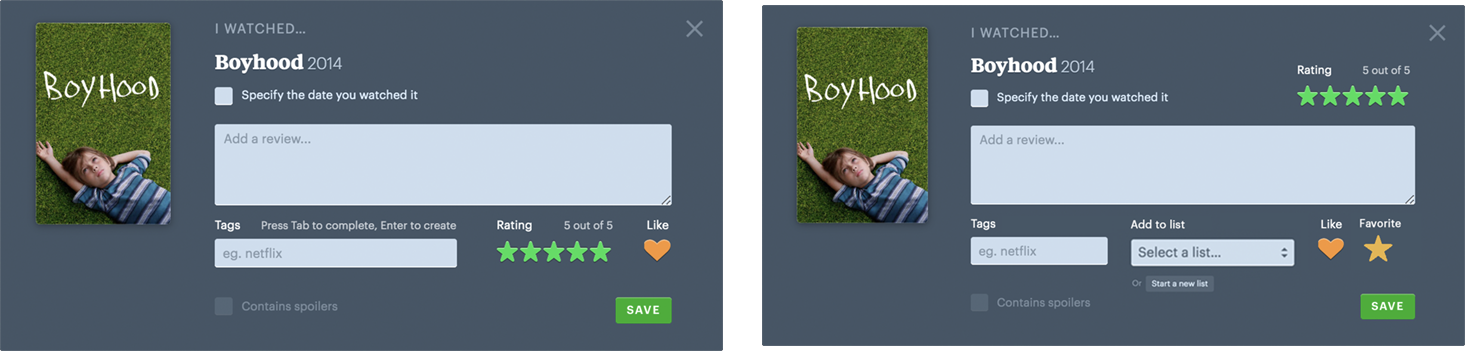 I WATCHED...
BOYHOOD
Boyhood 2014
Specify the date you watched it
Add a review...
Tags Press Tab to complete, Enter to create Rating 5 out of 5 Like
eg. netflix
Contains spoilers
SAVE
I WATCHED...
BOYHOOD
Boyhood 2014
Rating 5 out of 5
Specify the date you watched it
Add a review...
Tags Add to list Like Favorite
eg. netflix Select a list...
Or Start a new list
Contains spoilers
SAVE